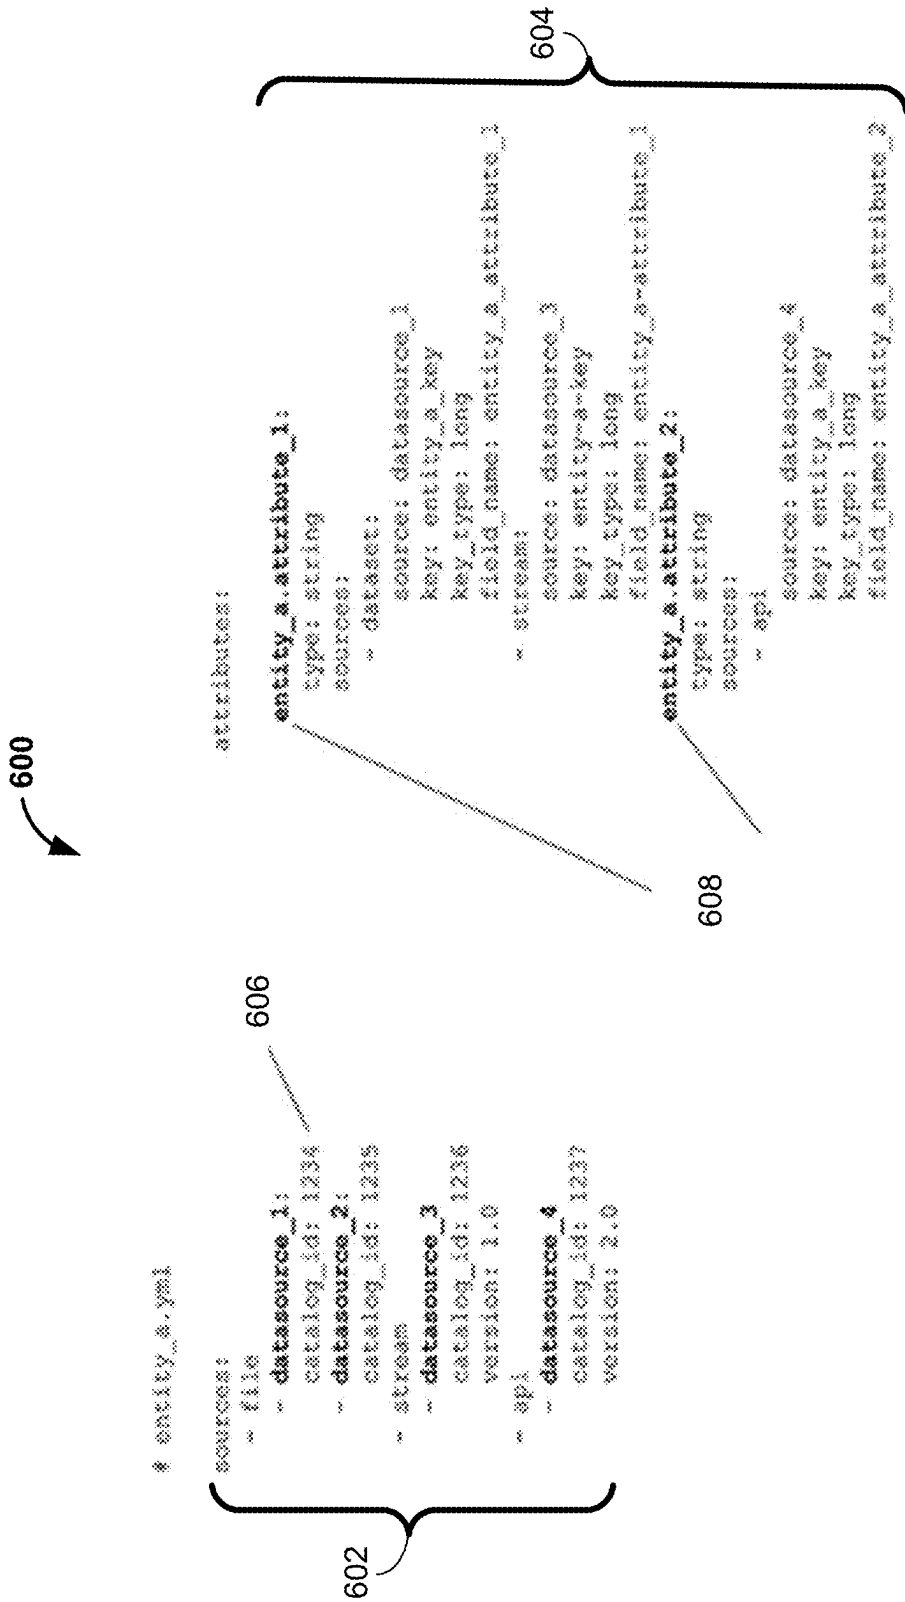 600
# entity_a.yml
sources:
- file
- datasource_1:
catalog_id: 1234
- datasource_2:
catalog_id: 1235
- stream
- datasource_3
catalog_id: 1236
version: 1.0
- api
- datasource_4
catalog_id: 1237
version: 2.0
602
606
attributes:
entity_a.attribute_1:
type: string
sources:
- dataset:
source: datasource_1
key: entity_a_key
key_type: long
field_name: entity_a_attribute_1
- stream:
source: datasource_3
key: entity-a-key
key_type: long
field_name: entity_a-attribute_1
entity_a.attribute_2:
type: string
sources:
- api
source: datasource_4
key: entity_a_key
key_type: long
field_name: entity_a_attribute_2
604
608